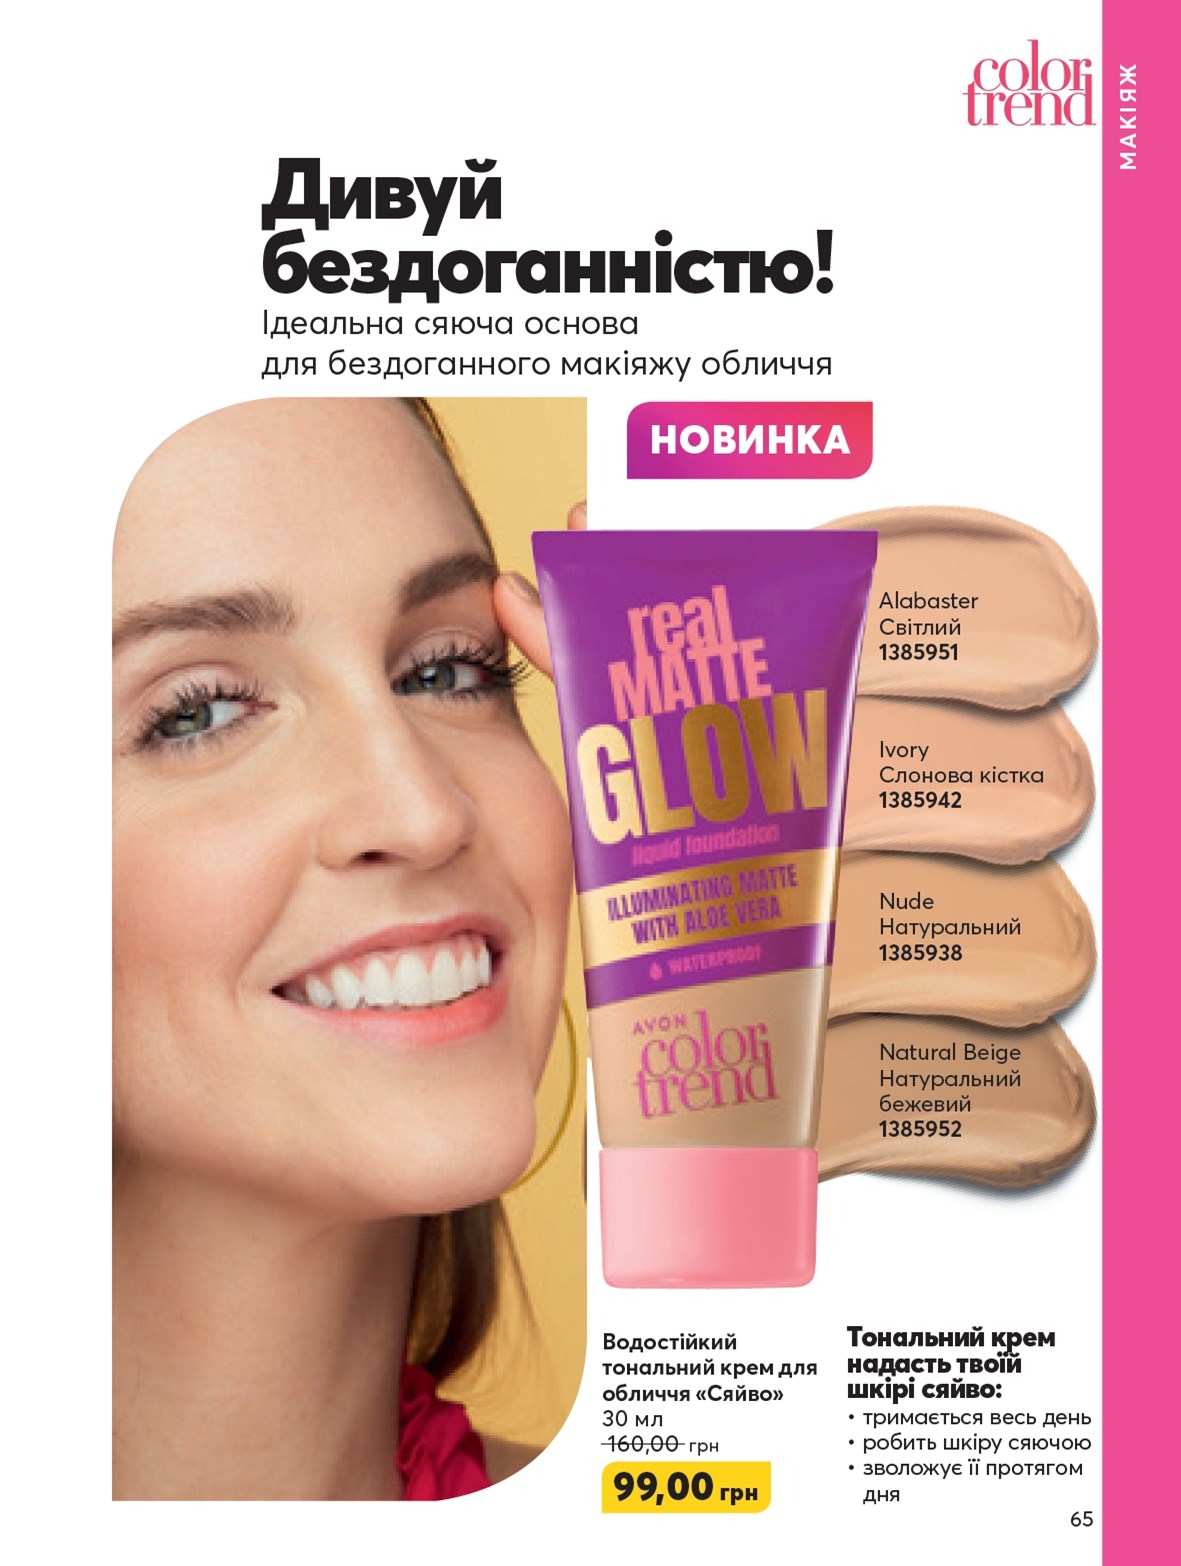 color
trend
МАКІЯЖ
Дивуй
бездоганністю!
Ідеальна сяюча основа
для бездоганного макіяжу обличчя
НОВИНКА
real
MATTE
GLOW
liquid foundation
ILLUMINATING MATTE
WITH ALOE VERA
WATERPROOF
AVON
color
trend
Alabaster
Світлий
1385951
Ivory
Слонова кістка
1385942
Nude
Натуральний
1385938
Natural Beige
Натуральний
бежевий
1385952
Водостійкий
тональний крем для
обличчя «Сяйво»
30 мл
160,00 грн
99,00 грн
Тональний крем
надасть твоїй
шкірі сяйво:
• тримається весь день
• робить шкіру сяючою
• зволожує її протягом
дня
65